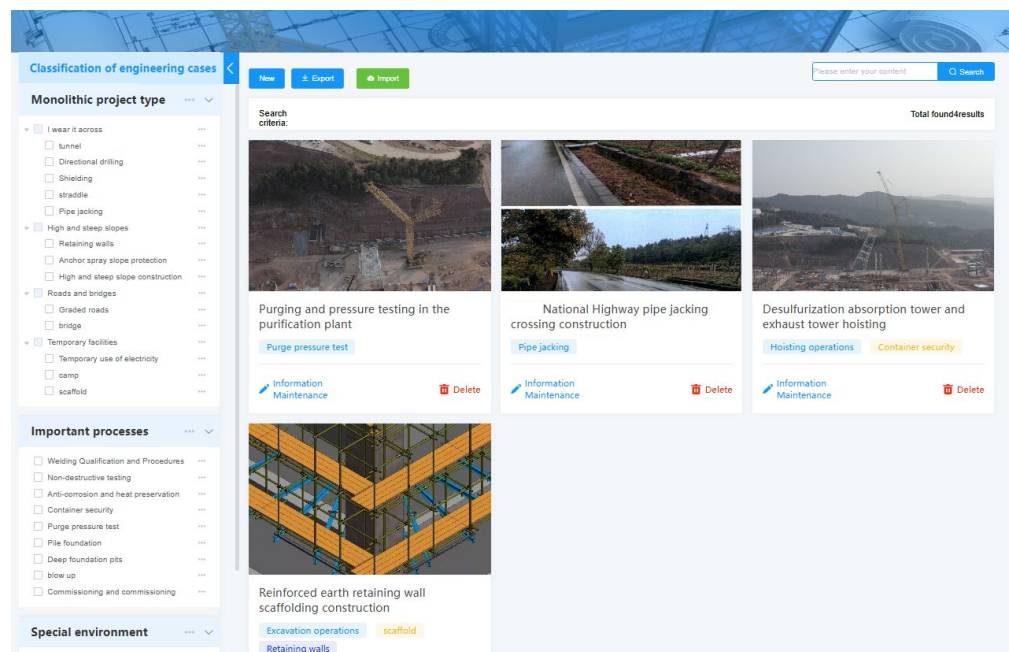 Classification of engineering cases
Monolithic project type
I wear it across
tunnel
Directional drilling
Shielding
straddle
Pipe jacking
High and steep slopes
Retaining walls
Anchor spray slope protection
High and steep slope construction
Roads and bridges
Graded roads
bridge
Temporary facilities
Temporary use of electricity
camp
scaffold
Important processes
Welding Qualification and Procedures
Non-destructive testing
Anti-corrosion and heat preservation
Container security
Purge pressure test
Pile foundation
Deep foundation pits
blow up
Commissioning and commissioning
Special environment
New
Export
Import
Please enter your content
Search
Search
criteria:
Total found4results
Purging and pressure testing in the
purification plant
Purge pressure test
Information
Maintenance
Delete
National Highway pipe jacking
crossing construction
Pipe jacking
Information
Maintenance
Delete
Desulfurization absorption tower and
exhaust tower hoisting
Hoisting operations
Container security
Information
Maintenance
Delete
Reinforced earth retaining wall
scaffolding construction
Excavation operations
scaffold
Retaining walls